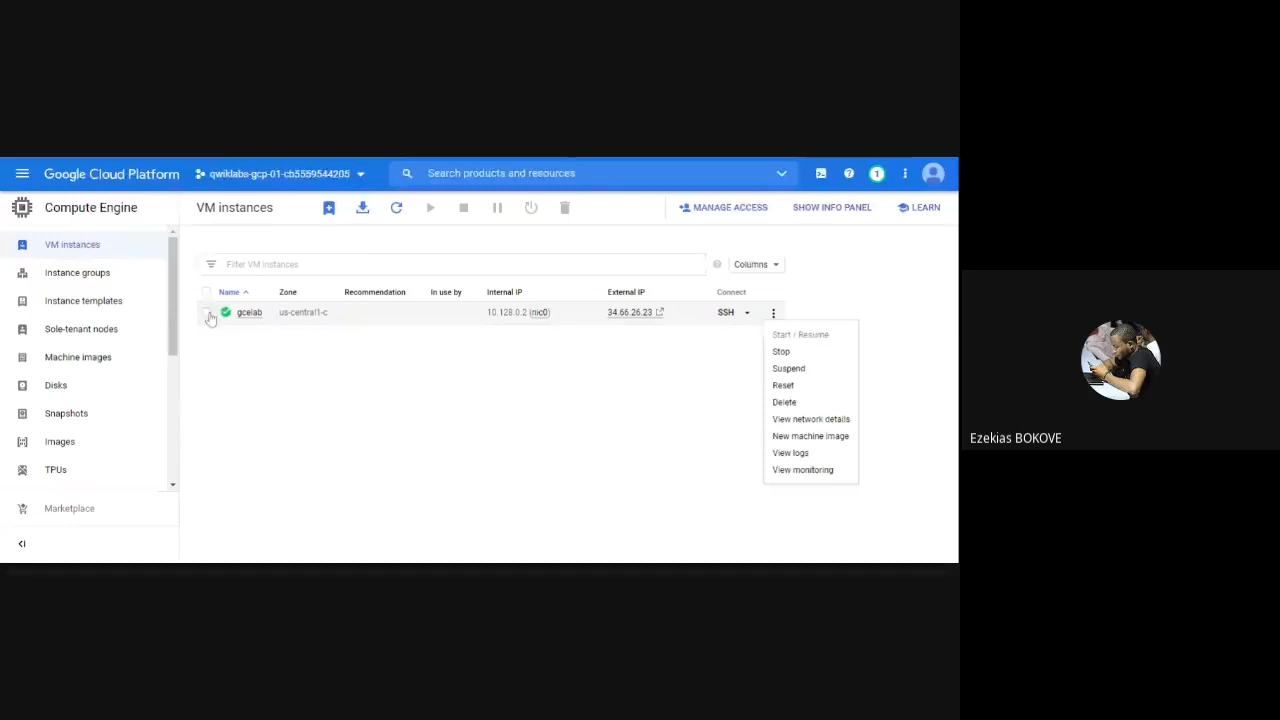 Google Cloud Platform
qwiklabs-gcp-01-cb5559544205
Search products and resources
1
Compute Engine
VM instances
MANAGE ACCESS
SHOW INFO PANEL
LEARN
VM instances
Instance groups
Instance templates
Sole-tenant nodes
Machine images
Disks
Snapshots
Images
TPUs
Marketplace
Filter VM instances
Columns
Name Zone Recommendation In use by Internal IP External IP Connect
gcelab us-central1-c 10.128.0.2 (nic0) 34.66.26.23 SSH
Start / Resume
Stop
Suspend
Reset
Delete
View network details
New machine image
View logs
View monitoring
Ezekias BOKOVE